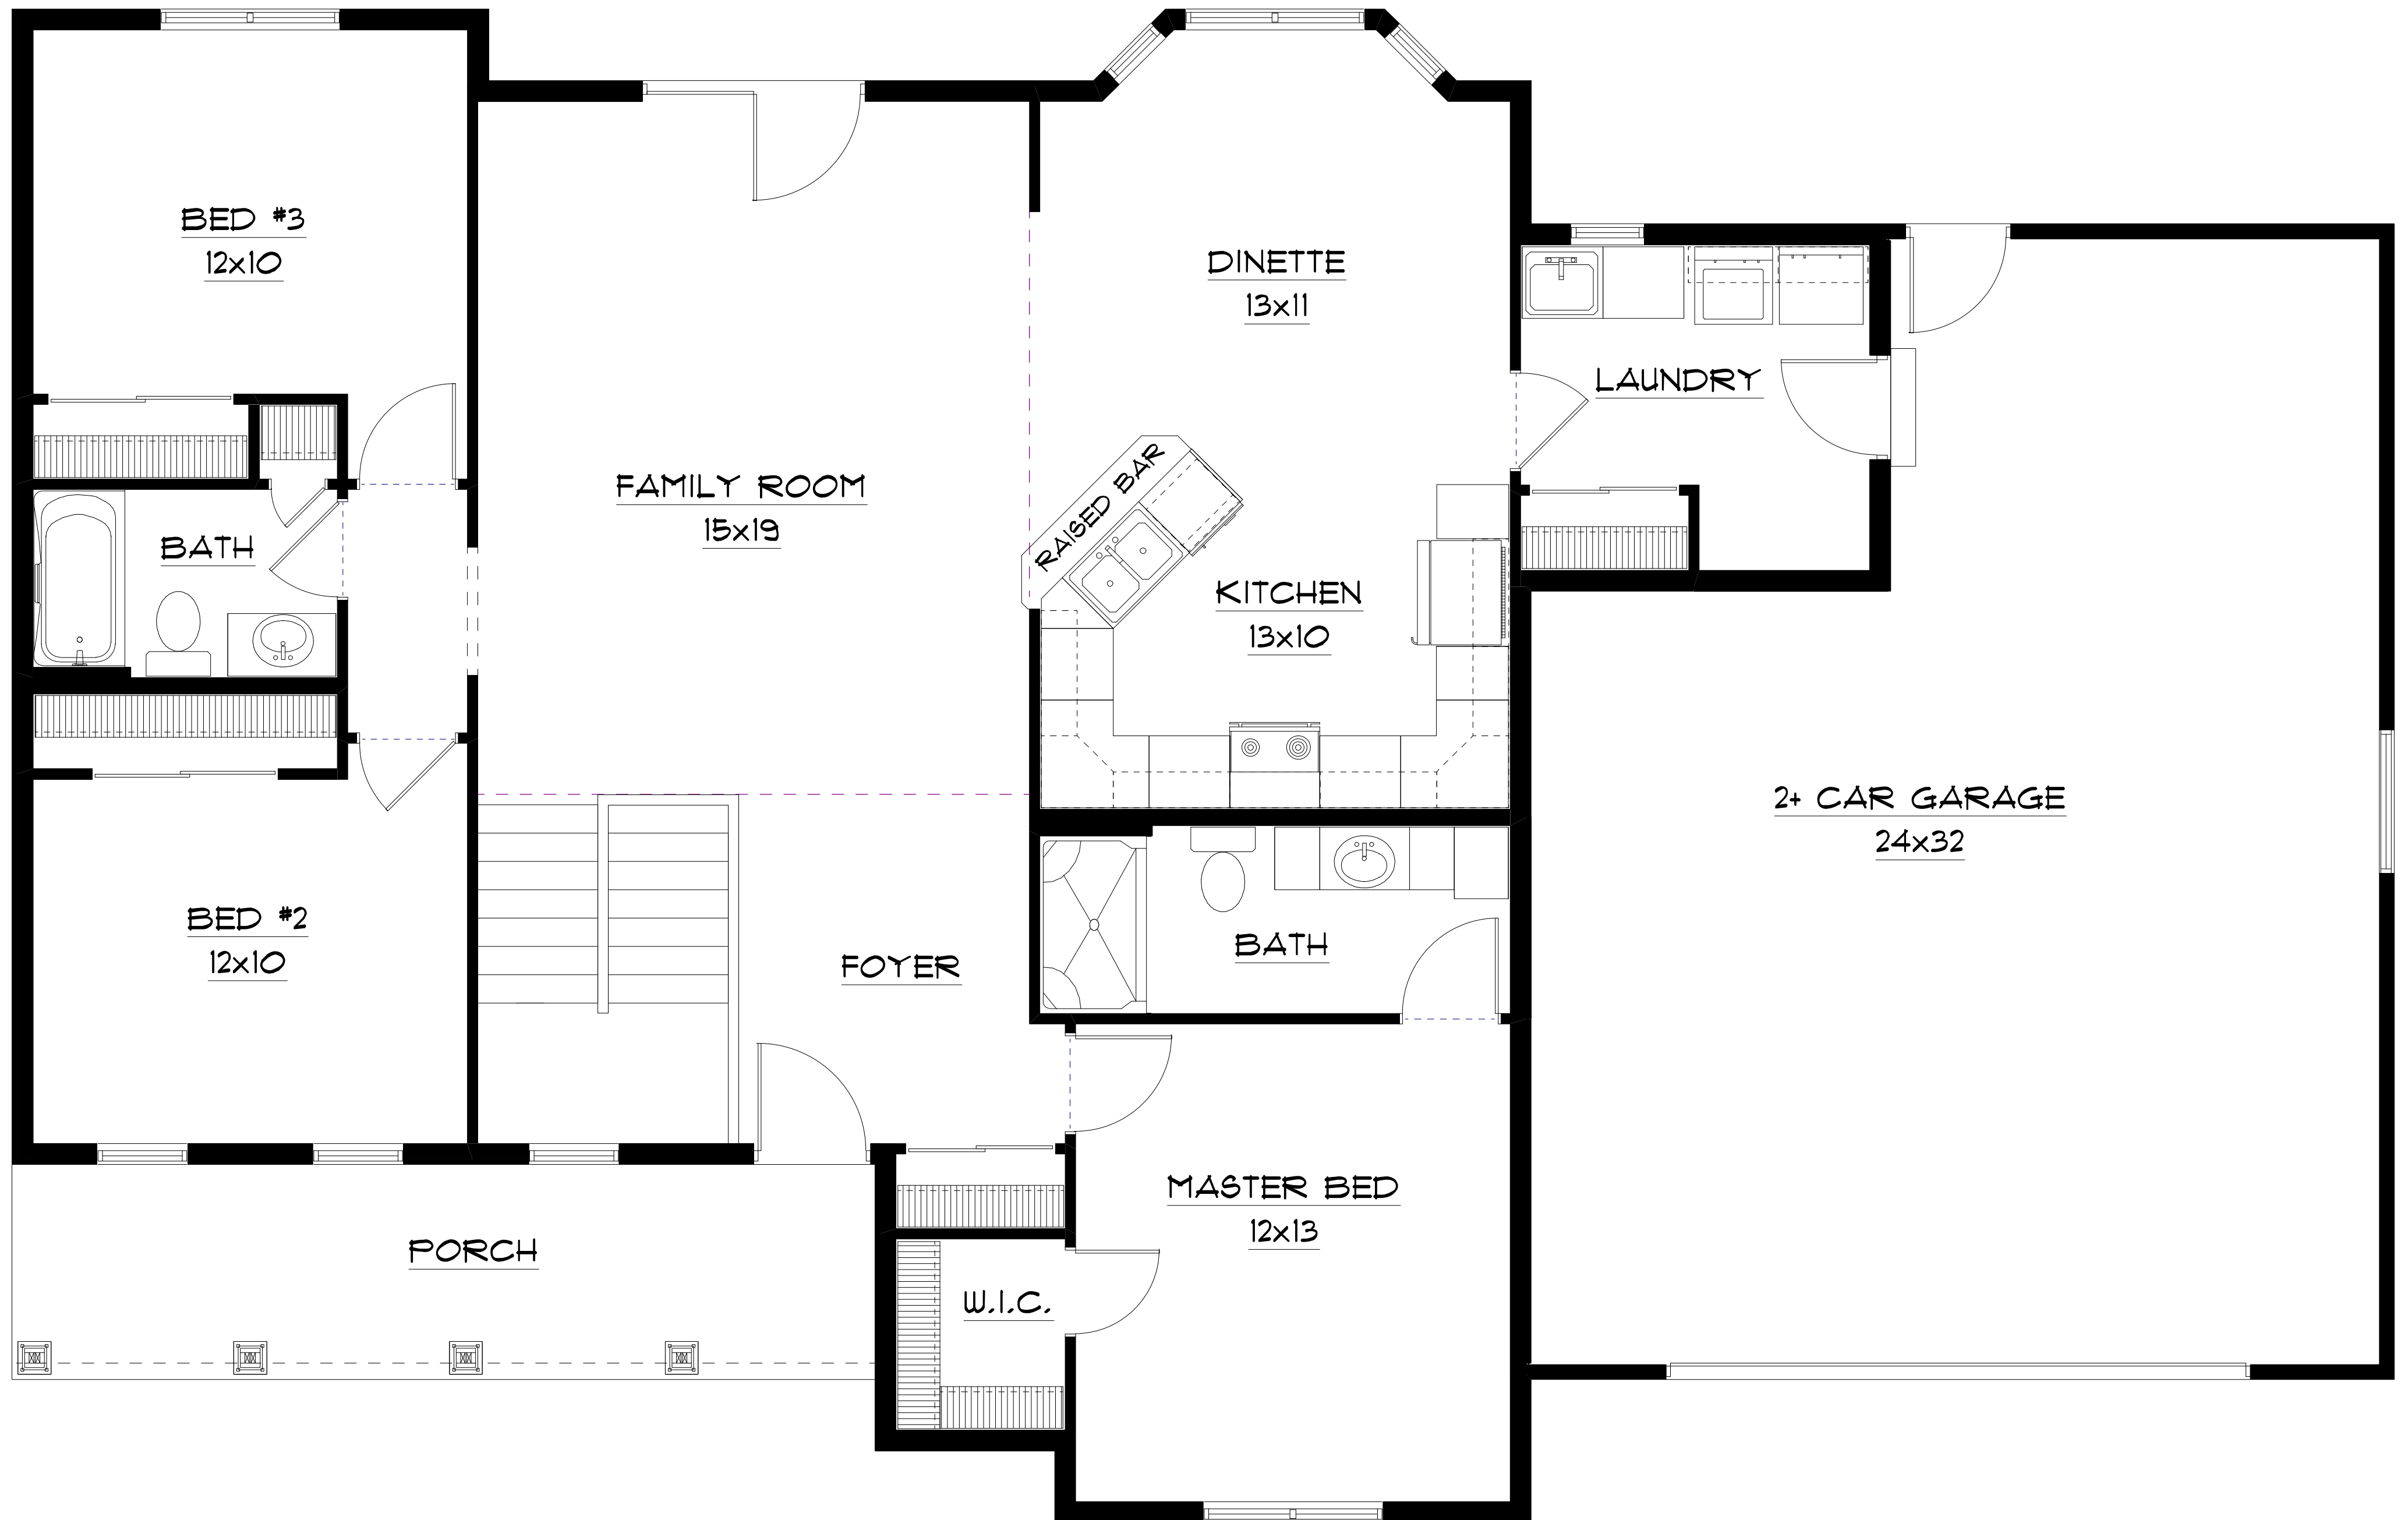 BED #3
12x10
DINETTE
13x11
LAUNDRY
FAMILY ROOM
15x19
RAISED BAR
BATH
KITCHEN
13x10
2+ CAR GARAGE
24x32
BED #2
12x10
FOYER
BATH
MASTER BED
12x13
PORCH
W.I.C.